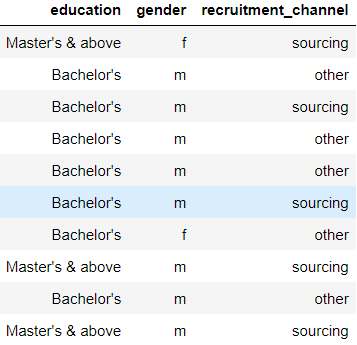 education gender recruitment_channel
Master's & above f sourcing
Bachelor's m other
Bachelor's m sourcing
Bachelor's m other
Bachelor's m other
Bachelor's m sourcing
Bachelor's f other
Master's & above m sourcing
Bachelor's m other
Master's & above m sourcing